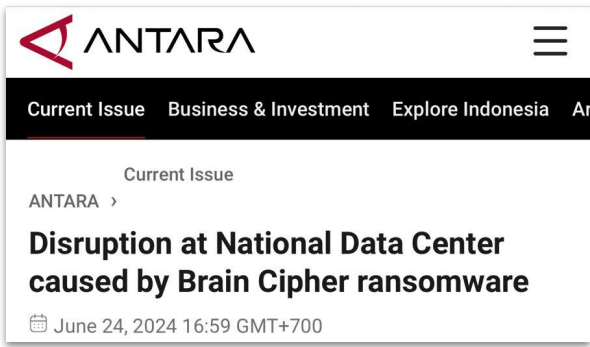 ANTARA
Current Issue Business & Investment Explore Indonesia Ar
Current Issue
ANTARA ›
Disruption at National Data Center
caused by Brain Cipher ransomware
June 24, 2024 16:59 GMT+700